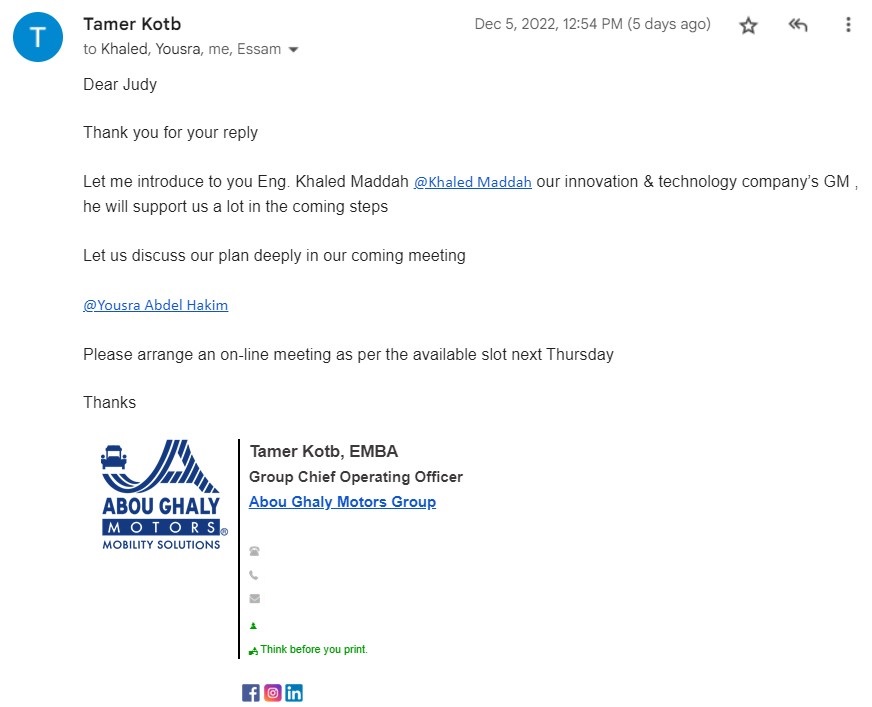 T
Tamer Kotb
Dec 5, 2022, 12:54 PM (5 days ago)
to Khaled, Yousra, me, Essam
Dear Judy
Thank you for your reply
Let me introduce to you Eng. Khaled Maddah @Khaled Maddah our innovation & technology company’s GM ,
he will support us a lot in the coming steps
Let us discuss our plan deeply in our coming meeting
@Yousra Abdel Hakim
Please arrange an on-line meeting as per the available slot next Thursday
Thanks
ABOU GHALY
MOTORS®
MOBILITY SOLUTIONS
Tamer Kotb, EMBA
Group Chief Operating Officer
Abou Ghaly Motors Group
Think before you print.